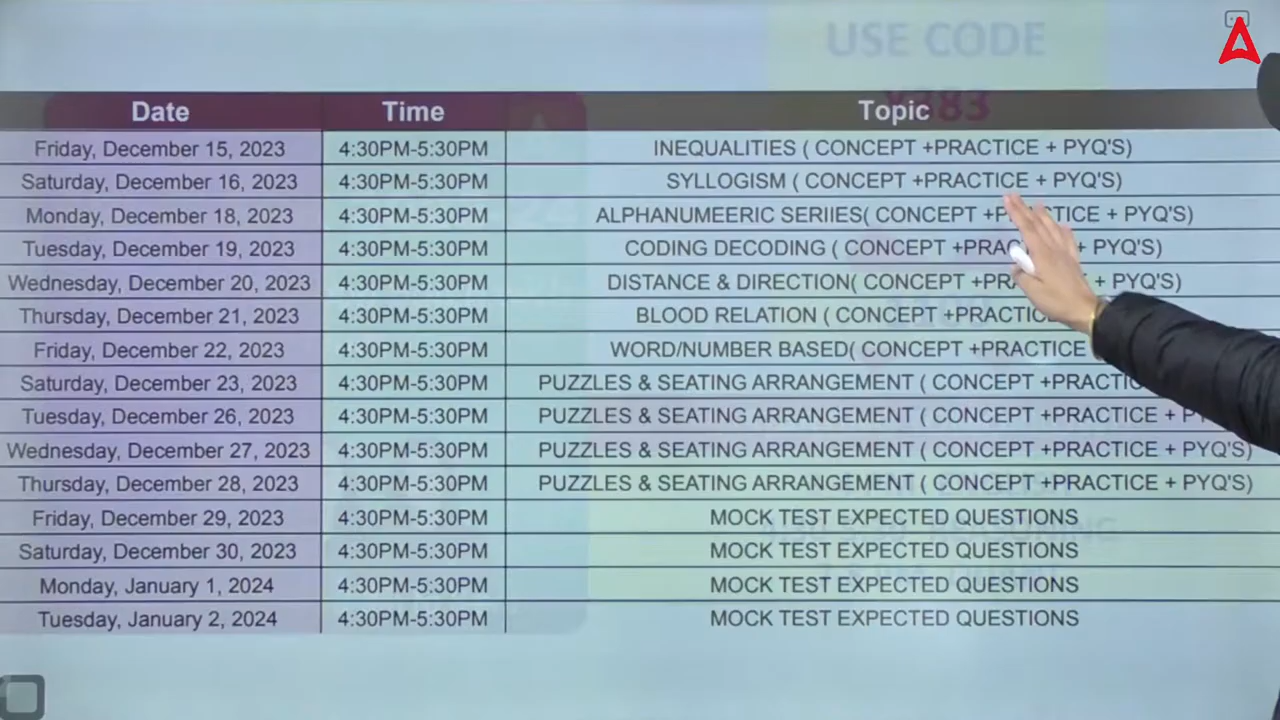 USE CODE
Date Time Topic
Friday, December 15, 2023 4:30PM-5:30PM INEQUALITIES ( CONCEPT +PRACTICE + PYQ'S)
Saturday, December 16, 2023 4:30PM-5:30PM SYLLOGISM ( CONCEPT +PRACTICE + PYQ'S)
Monday, December 18, 2023 4:30PM-5:30PM ALPHANUMEERIC SERIIES( CONCEPT +P TICE + PYQ'S)
Tuesday, December 19, 2023 4:30PM-5:30PM CODING DECODING ( CONCEPT +PRAC + PYQ'S)
Wednesday, December 20, 2023 4:30PM-5:30PM DISTANCE & DIRECTION( CONCEPT +PRA + PYQ'S)
Thursday, December 21, 2023 4:30PM-5:30PM BLOOD RELATION ( CONCEPT +PRACTIC
Friday, December 22, 2023 4:30PM-5:30PM WORD/NUMBER BASED( CONCEPT +PRACTICE
Saturday, December 23, 2023 4:30PM-5:30PM PUZZLES & SEATING ARRANGEMENT ( CONCEPT +PRACTIC
Tuesday, December 26, 2023 4:30PM-5:30PM PUZZLES & SEATING ARRANGEMENT ( CONCEPT +PRACTICE + PY
Wednesday, December 27, 2023 4:30PM-5:30PM PUZZLES & SEATING ARRANGEMENT ( CONCEPT +PRACTICE + PYQ'S)
Thursday, December 28, 2023 4:30PM-5:30PM PUZZLES & SEATING ARRANGEMENT ( CONCEPT +PRACTICE + PYQ'S)
Friday, December 29, 2023 4:30PM-5:30PM MOCK TEST EXPECTED QUESTIONS
Saturday, December 30, 2023 4:30PM-5:30PM MOCK TEST EXPECTED QUESTIONS
Monday, January 1, 2024 4:30PM-5:30PM MOCK TEST EXPECTED QUESTIONS
Tuesday, January 2, 2024 4:30PM-5:30PM MOCK TEST EXPECTED QUESTIONS